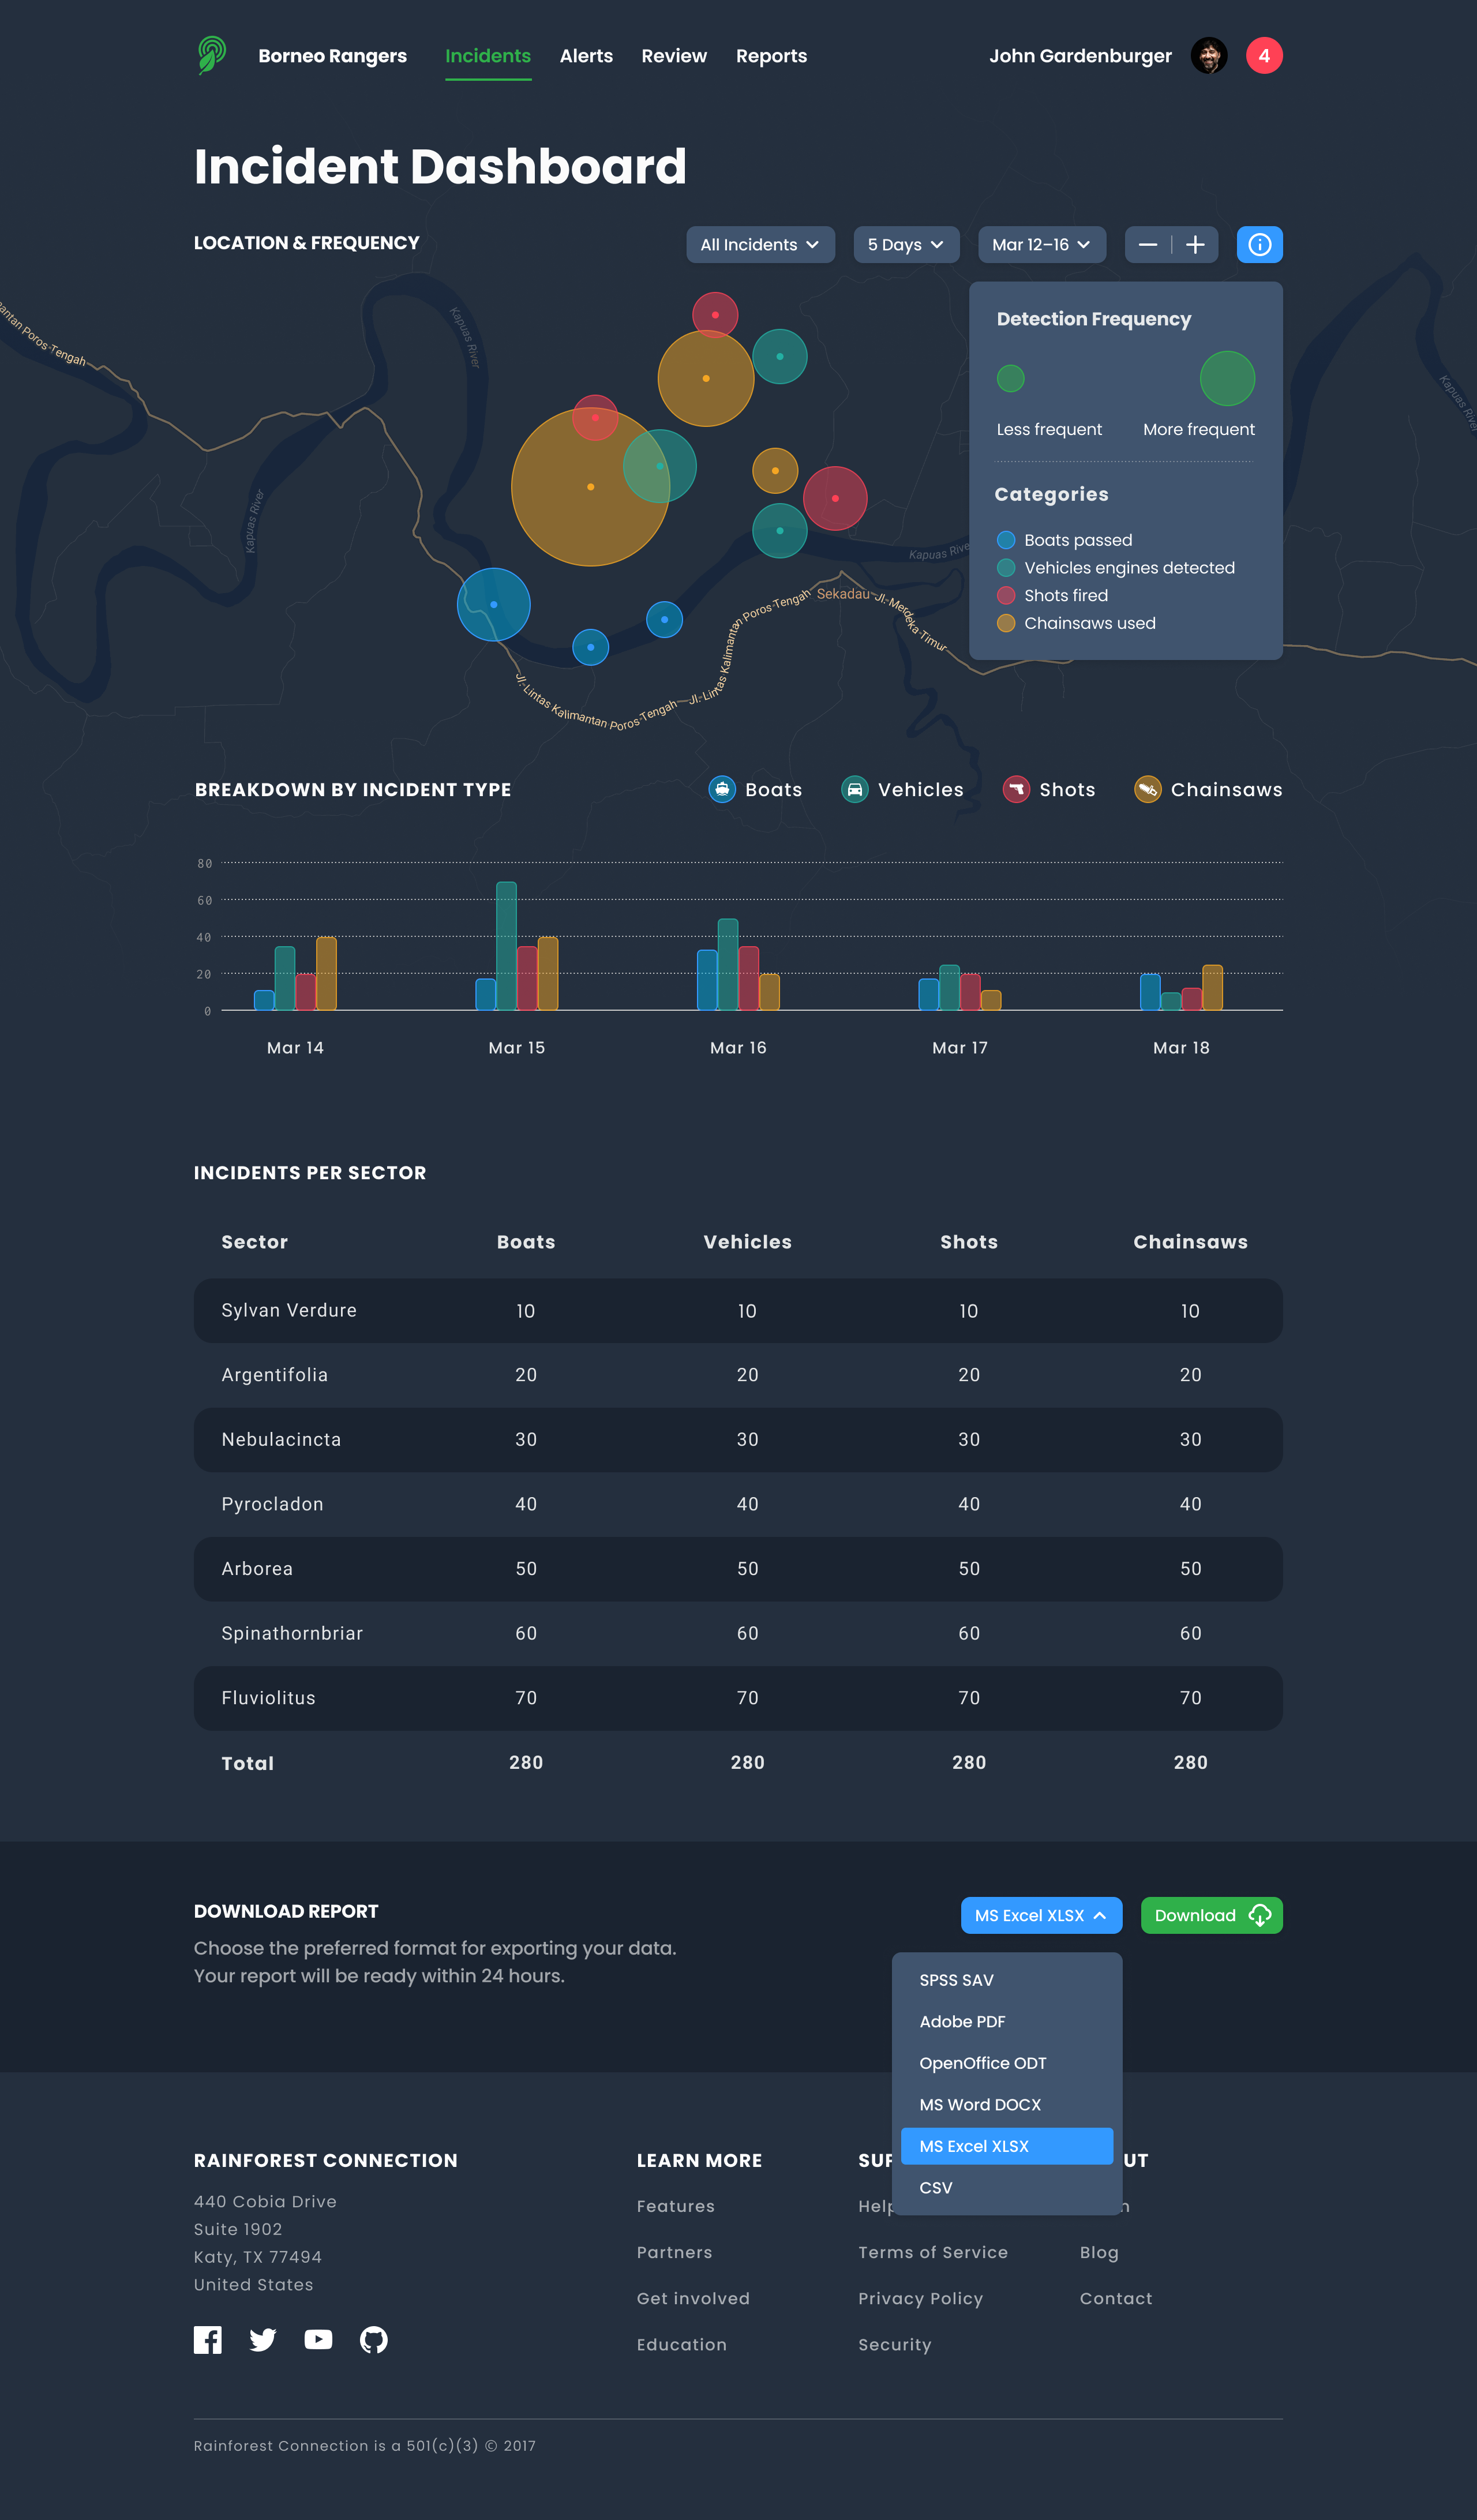 Borneo Rangers Incidents Alerts Review Reports John Gardenburger 4
Incident Dashboard
LOCATION & FREQUENCY
All Incidents 5 Days Mar 12–16
Detection Frequency
Less frequent More frequent
Categories
Boats passed
Vehicles engines detected
Shots fired
Chainsaws used
Poros-Tengah
Kapuas River
Kapuas River
Kapuas River
Kapuas
Jl.-Lintas Kalimantan Poros-Tengah
Kalimantan Poros-Tengah
Sekadau
Jl.-Merdeka-Timur
BREAKDOWN BY INCIDENT TYPE
Boats Vehicles Shots Chainsaws
80
60
40
20
0
Mar 14 Mar 15 Mar 16 Mar 17 Mar 18
INCIDENTS PER SECTOR
Sector Boats Vehicles Shots Chainsaws
Sylvan Verdure 10 10 10 10
Argentifolia 20 20 20 20
Nebulacincta 30 30 30 30
Pyrocladon 40 40 40 40
Arborea 50 50 50 50
Spinathornbriar 60 60 60 60
Fluviolitus 70 70 70 70
Total 280 280 280 280
DOWNLOAD REPORT
Choose the preferred format for exporting your data.
Your report will be ready within 24 hours.
MS Excel XLSX Download
SPSS SAV
Adobe PDF
OpenOffice ODT
MS Word DOCX
MS Excel XLSX
CSV
RAINFOREST CONNECTION
440 Cobia Drive
Suite 1902
Katy, TX 77494
United States
LEARN MORE
Features
Partners
Get involved
Education
Help
Terms of Service
Privacy Policy
Security
Blog
Contact
Rainforest Connection is a 501(c)(3) © 2017